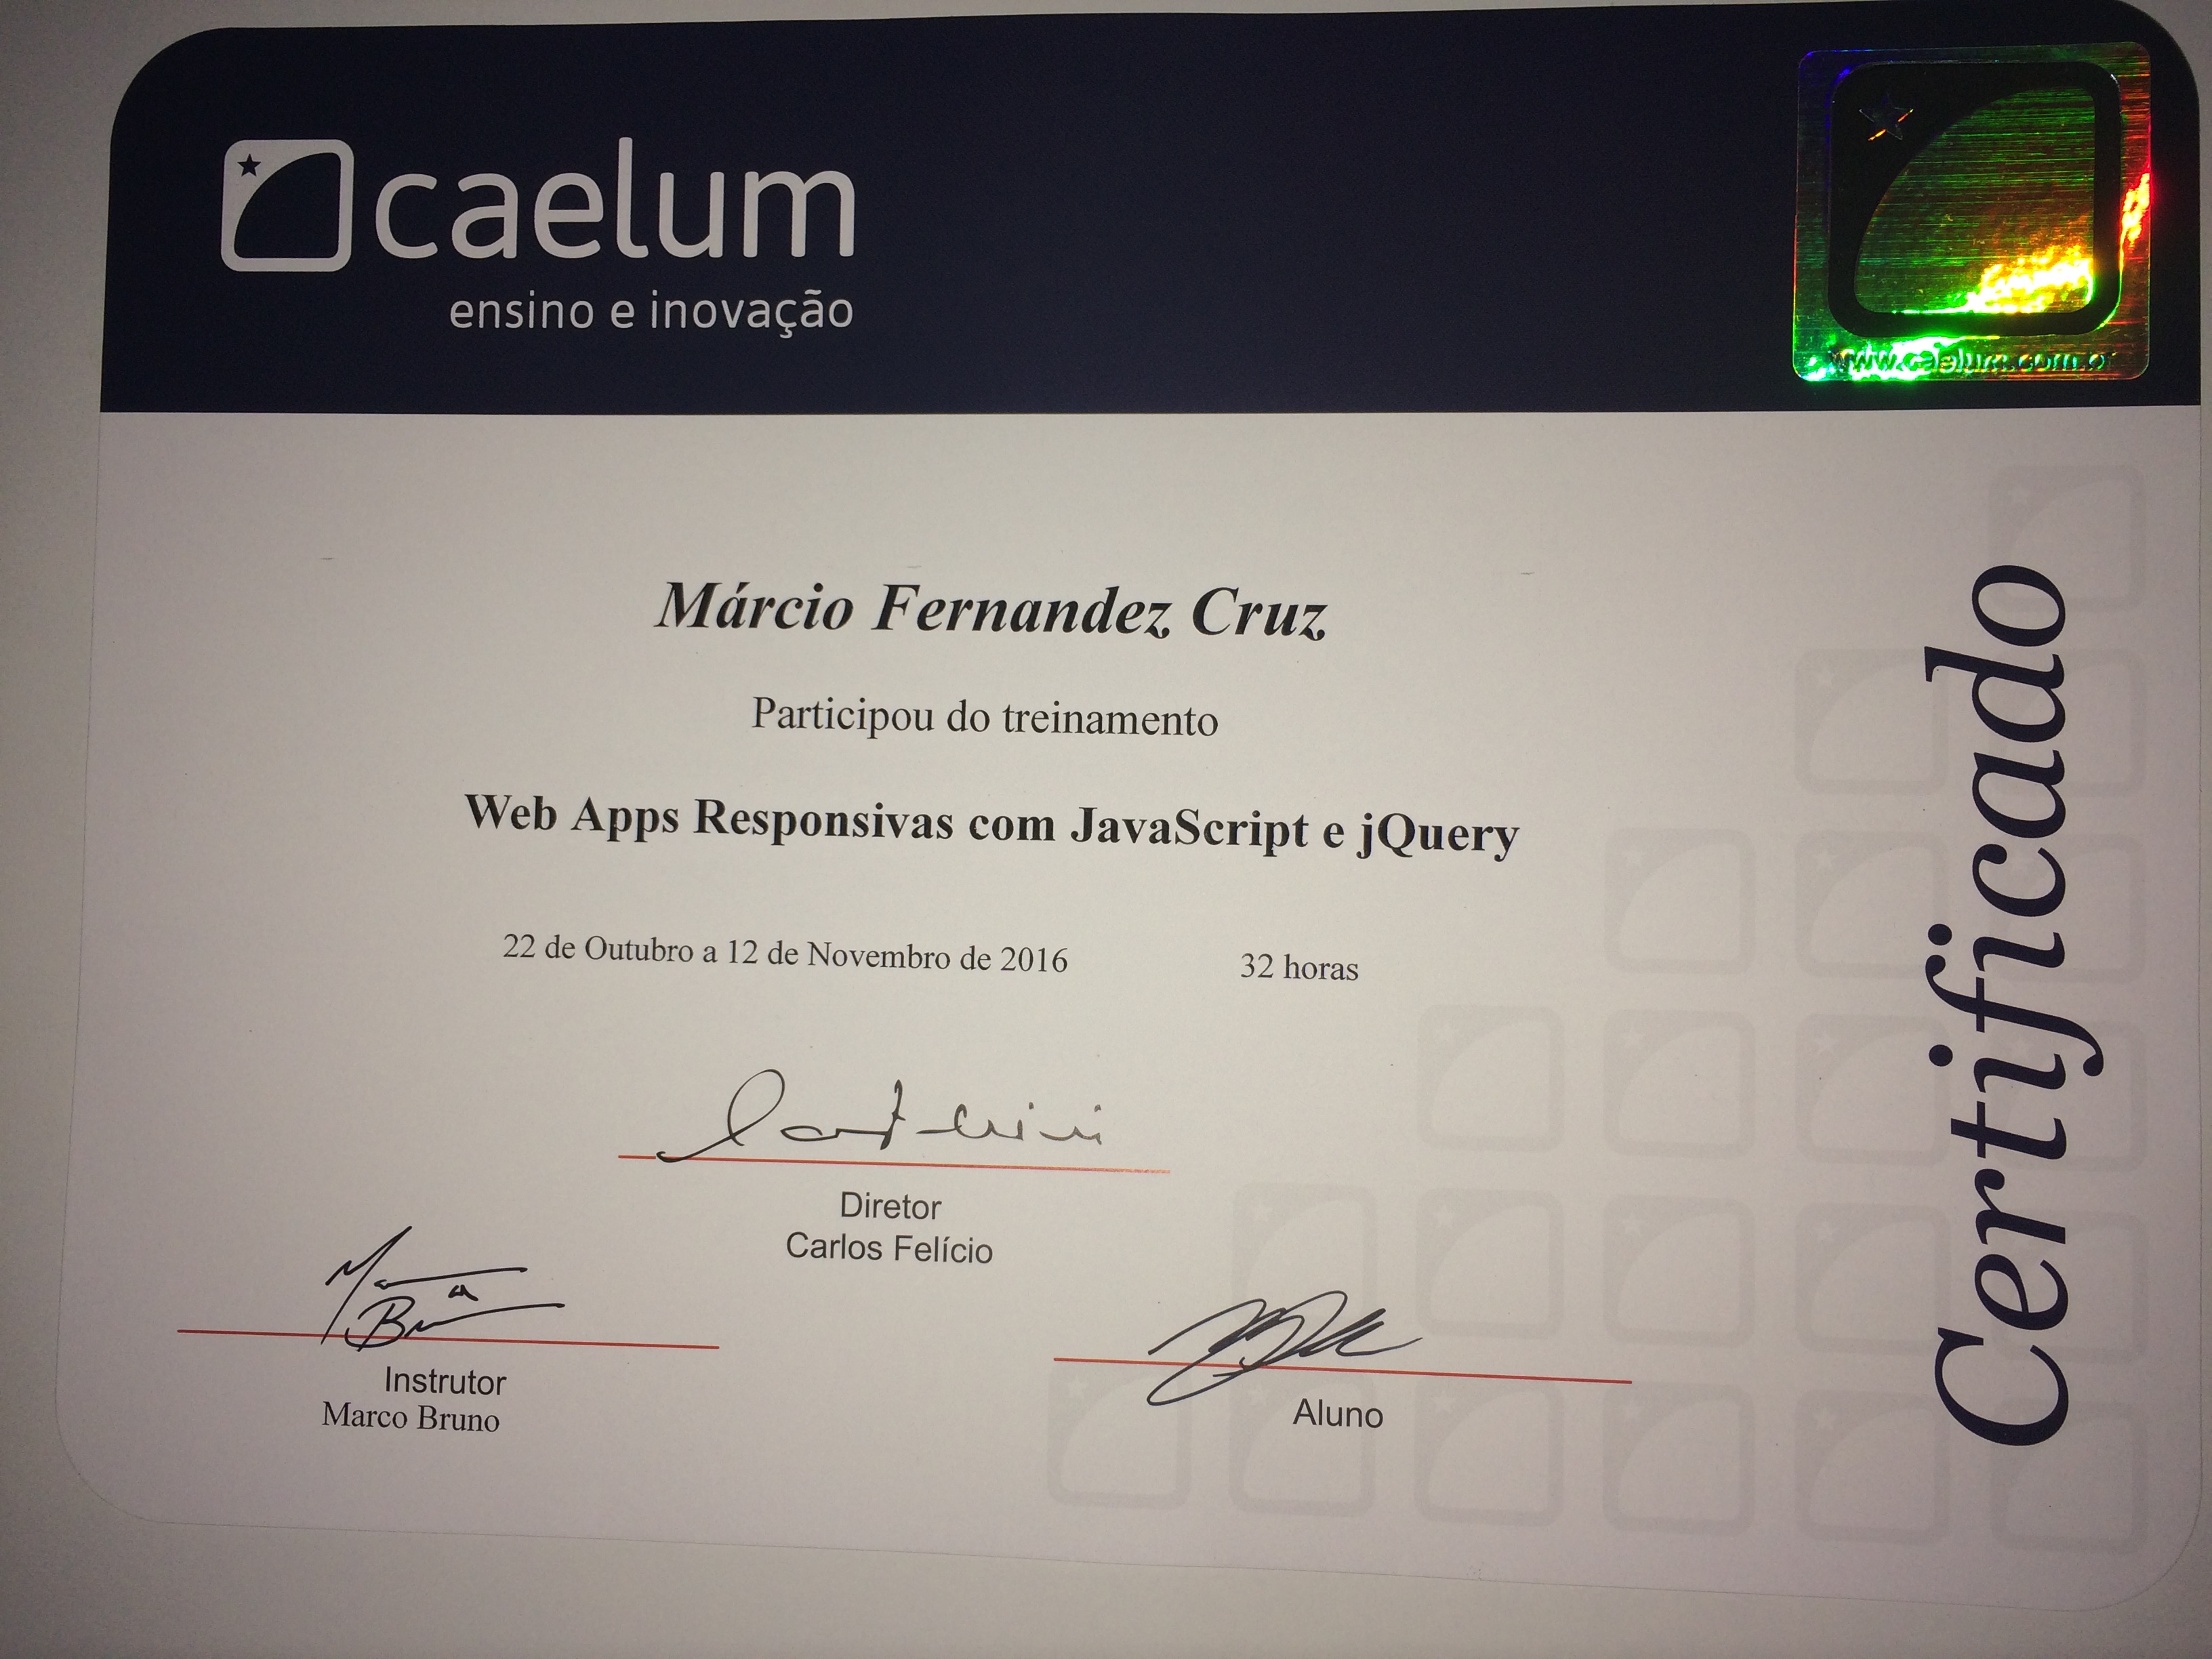 caelum
ensino e inovação
www.caelum.com.br
Márcio Fernandez Cruz
Participou do treinamento
Web Apps Responsivas com JavaScript e jQuery
22 de Outubro a 12 de Novembro de 2016 32 horas
Diretor
Carlos Felício
Instrutor
Marco Bruno
Aluno
Certificado